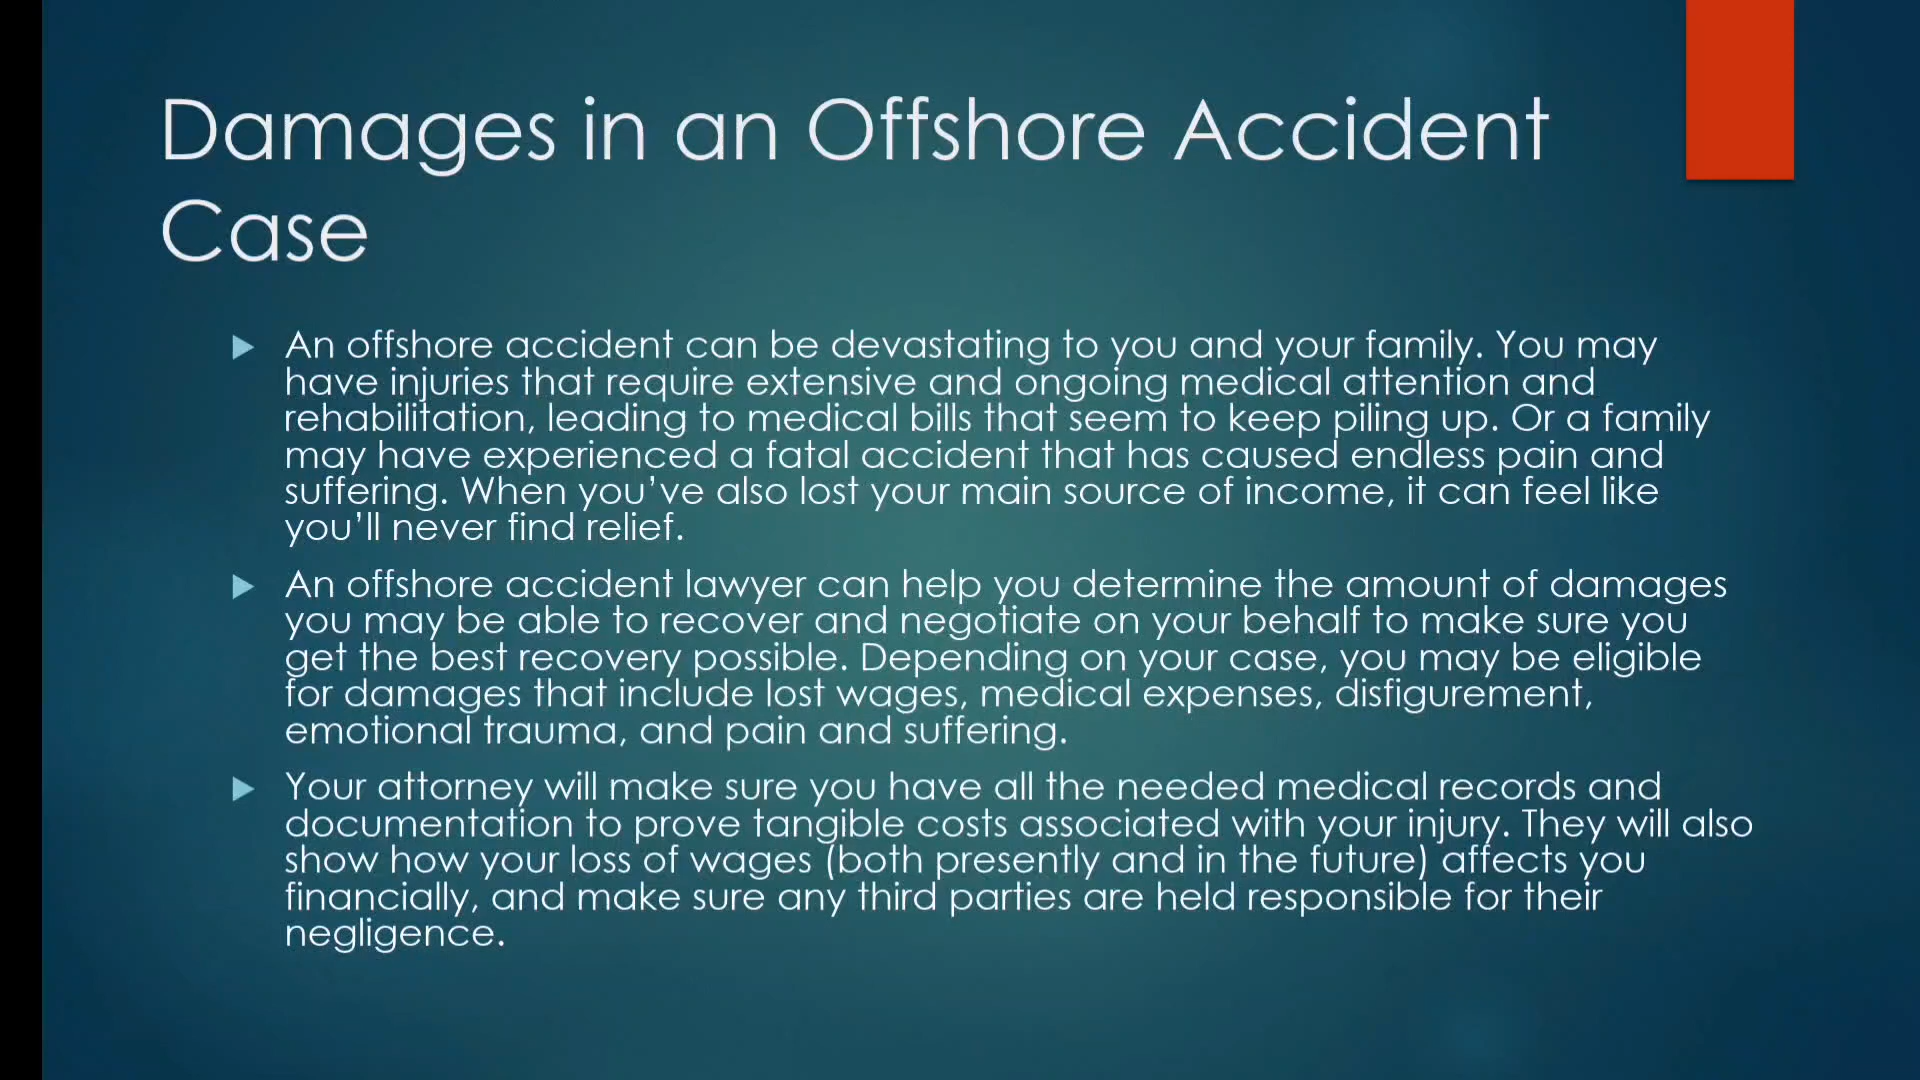 Damages in an Offshore Accident
Case
An offshore accident can be devastating to you and your family. You may
have injuries that require extensive and ongoing medical attention and
rehabilitation, leading to medical bills that seem to keep piling up. Or a family
may have experienced a fatal accident that has caused endless pain and
suffering. When you’ve also lost your main source of income, it can feel like
you’ll never find relief.
An offshore accident lawyer can help you determine the amount of damages
you may be able to recover and negotiate on your behalf to make sure you
get the best recovery possible. Depending on your case, you may be eligible
for damages that include lost wages, medical expenses, disfigurement,
emotional trauma, and pain and suffering.
Your attorney will make sure you have all the needed medical records and
documentation to prove tangible costs associated with your injury. They will also
show how your loss of wages (both presently and in the future) affects you
financially, and make sure any third parties are held responsible for their
negligence.